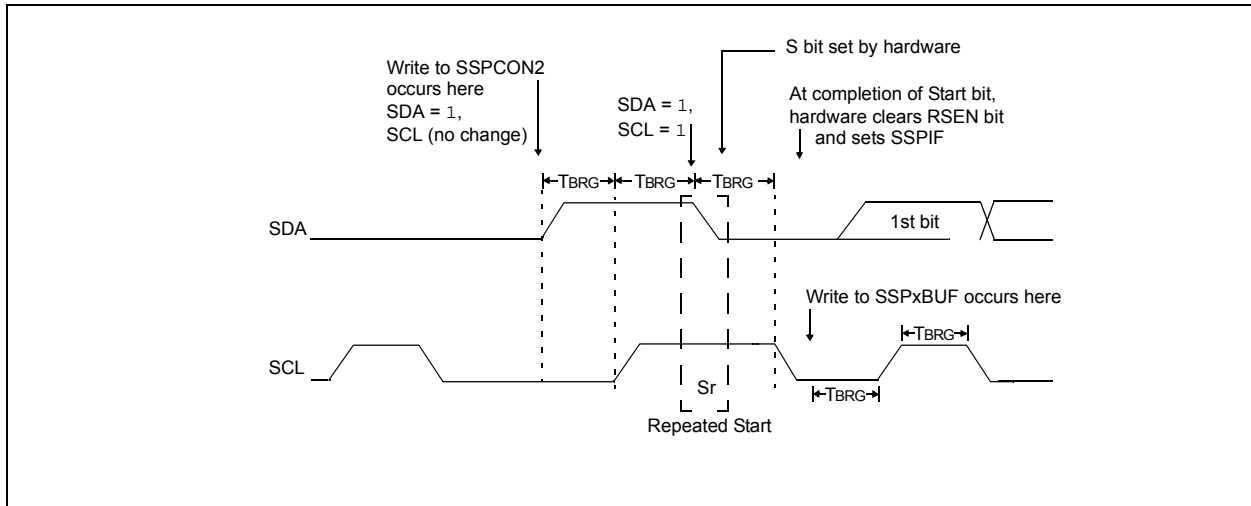 S bit set by hardware
Write to SSPCON2
occurs here
SDA = 1,
SCL (no change)
SDA = 1,
SCL = 1
At completion of Start bit,
hardware clears RSEN bit
and sets SSPIF
TBRG TBRG TBRG
SDA
1st bit
Write to SSPxBUF occurs here
TBRG
SCL
Sr
TBRG
Repeated Start